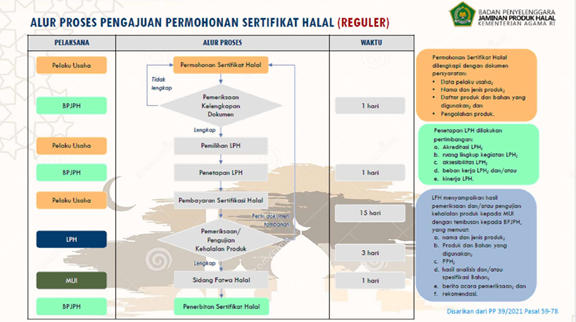 ALUR PROSES PENGAJUAN PERMOHONAN SERTIFIKAT HALAL (REGULER)
BADAN PENYELENGGARA
JAMINAN PRODUK HALAL
KEMENTERIAN AGAMA RI
PELAKSANA
ALUR PROSES
WAKTU
Pelaku Usaha
Permohonan Sertifikat Halal
Tidak
lengkap
BPJPH
Pemeriksaan
Kelengkapan
Dokumen
1 hari
Lengkap
Pelaku Usaha
Pemilihan LPH
BPJPH
Penetapan LPH
1 hari
Pelaku Usaha
Pembayaran Sertifikasi Halal
15 hari
Perlu dokumen
tambahan
LPH
Pemeriksaan/
Pengujian
Kehalalan Produk
3 hari
Lengkap
MUI
Sidang Fatwa Halal
1 hari
BPJPH
Penerbitan Sertifikat Halal
Permohonan Sertifikat Halal
dilengkapi dengan dokumen
persyaratan:
• Data pelaku usaha;
• Nama dan jenis produk;
• Daftar produk dan bahan yang
digunakan; dan
• Pengolahan produk.
Penetapan LPH dilakukan
pertimbangan:
a. Akreditasi LPH;
b. ruang lingkup kegiatan LPH;
c. aksesibilitas LPH;
d. beban kerja LPH; dan/atau
e. kinerja LPH.
LPH menyampaikan hasil
pemeriksaan dan/atau pengujian
kehalalan produk kepada MUI
dengan tembusan kepada BPJPH,
yang memuat:
a. nama dan jenis produk;
b. Produk dan Bahan yang
digunakan;
c. PPH;
d. hasil analisis dan/atau
spesifikasi Bahan;
e. berita acara pemeriksaan; dan
f. rekomendasi.
Disarikan dari PP 39/2021 Pasal 59-78